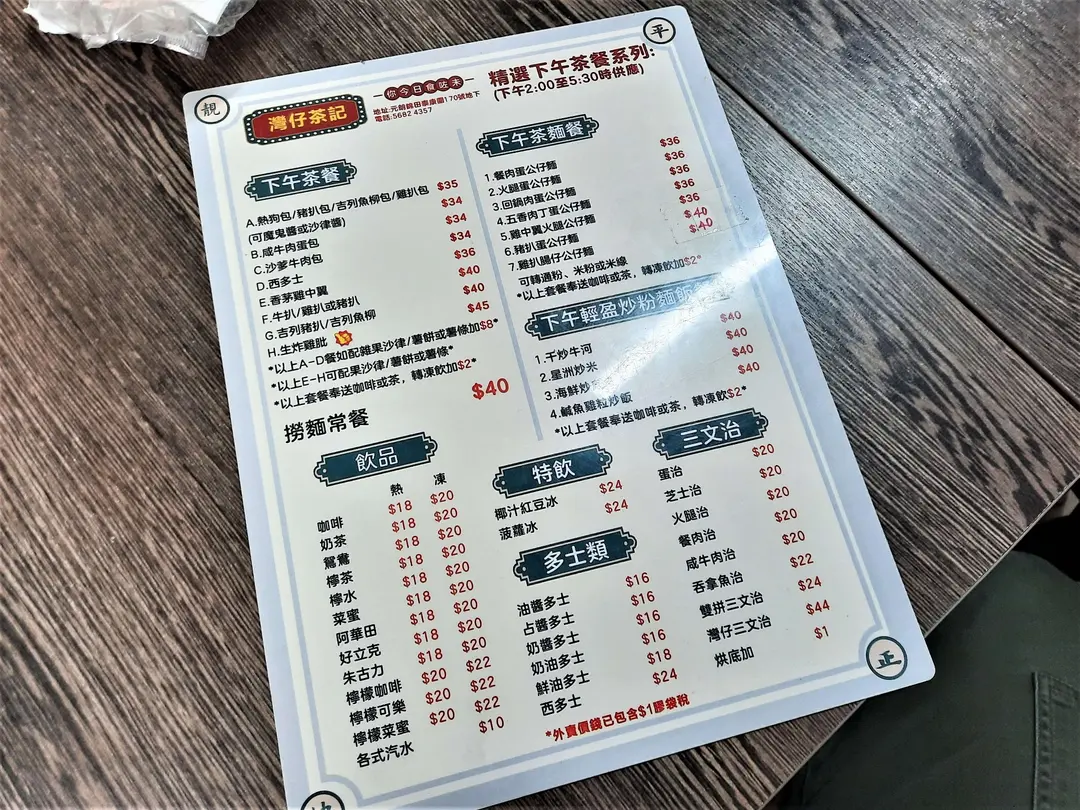 靚
平
灣仔茶記
你今日食咗未
地址:元朗錦田泰康圍170號地下
電話:5682 4357
精選下午茶餐系列:
(下午2:00至5:30時供應)
下午茶餐
A.熱狗包/豬扒包/吉列魚柳包/雞扒包 $35
(可魔鬼醬或沙律醬)
B.咸牛肉蛋包 $34
C.沙爹牛肉包 $34
D.西多士 $34
E.香茅雞中翼 $36
F.牛扒/雞扒或豬扒 $40
G.吉列豬扒/吉列魚柳 $40
H.生炸雞髀 $45
*以上A-D餐如配雜果沙律/薯餅或薯條加$8*
*以上E-H可配果沙律/薯餅或薯條*
*以上套餐奉送咖啡或茶，轉凍飲加$2*
撈麵常餐 $40
下午茶麵餐
1.餐肉蛋公仔麵 $36
2.火腿蛋公仔麵 $36
3.回鍋肉蛋公仔麵 $36
4.五香肉丁蛋公仔麵 $36
5.雞中翼火腿公仔麵 $36
6.豬扒蛋公仔麵 $40
7.雞扒腸仔公仔麵 $40
可轉通粉、米粉或米線
*以上套餐奉送咖啡或茶，轉凍飲加$2*
下午輕盈炒粉麵飯
1.干炒牛河 $40
2.星洲炒米 $40
3.海鮮炒 $40
4.鹹魚雞粒炒飯 $40
*以上套餐奉送咖啡或茶，轉凍飲$2*
飲品
熱 凍
咖啡 $18 $20
奶茶 $18 $20
鴛鴦 $18 $20
檸茶 $18 $20
檸水 $18 $20
菜蜜 $18 $20
阿華田 $18 $20
好立克 $18 $20
朱古力 $18 $20
檸檬咖啡 $20 $22
檸檬可樂 $20 $22
檸檬菜蜜 $20 $22
各式汽水 $10
特飲
椰汁紅豆冰 $24
菠蘿冰 $24
多士類
油醬多士 $16
占醬多士 $16
奶醬多士 $16
奶油多士 $16
鮮油多士 $18
西多士 $24
三文治
蛋治 $20
芝士治 $20
火腿治 $20
餐肉治 $20
咸牛肉治 $20
吞拿魚治 $22
雙拼三文治 $24
灣仔三文治 $44
烘底加 $1
*外賣價錢已包含$1膠袋稅
正